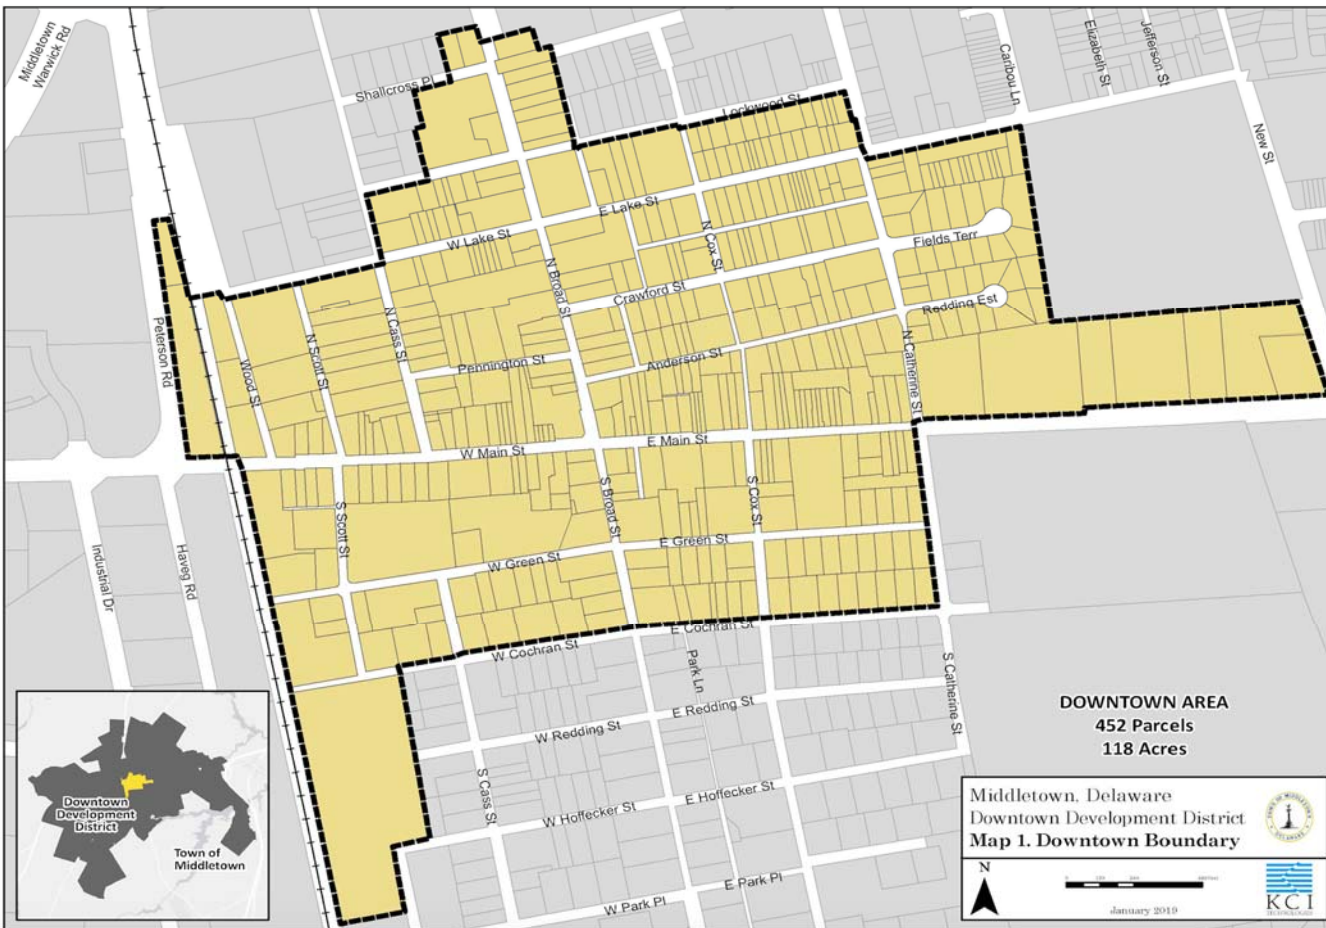 Middletown
Warwick Rd
Shallcross Pl
Lockwood St
Caribou Ln
Elizabeth St
Jefferson St
New St
E Lake St
W Lake St
N Cox St
Fields Terr
N Broad St
Crawford St
Redding Est
Peterson Rd
N Cass St
N Scott St
Wood St
Pennington St
Anderson St
N Catherine St
W Main St
E Main St
S Broad St
S Cox St
S Scott St
E Green St
W Green St
Industrial Dr
Haveg Rd
E Cochran St
W Cochran St
Park Ln
S Catherine St
E Redding St
W Redding St
S Cass St
E Hoffecker St
W Hoffecker St
E Park Pl
W Park Pl
DOWNTOWN AREA
452 Parcels
118 Acres
Downtown
Development
District
Town of
Middletown
Middletown, Delaware
Downtown Development District
Map 1. Downtown Boundary
TOWN OF MIDDLETOWN
DELAWARE
N
January 2019
KCI
TECHNOLOGIES